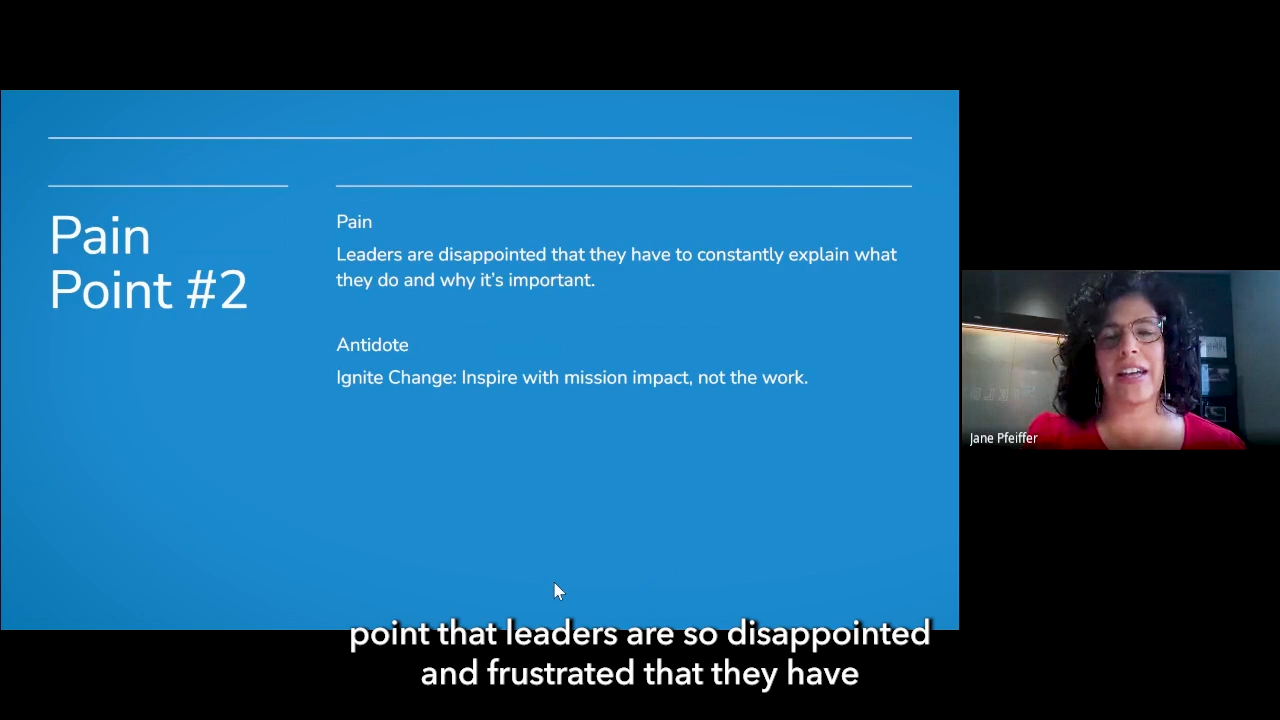 Pain
Point #2
Pain
Leaders are disappointed that they have to constantly explain what
they do and why it's important.
Antidote
Ignite Change: Inspire with mission impact, not the work.
Jane Pfeiffer
point that leaders are so disappointed
and frustrated that they have